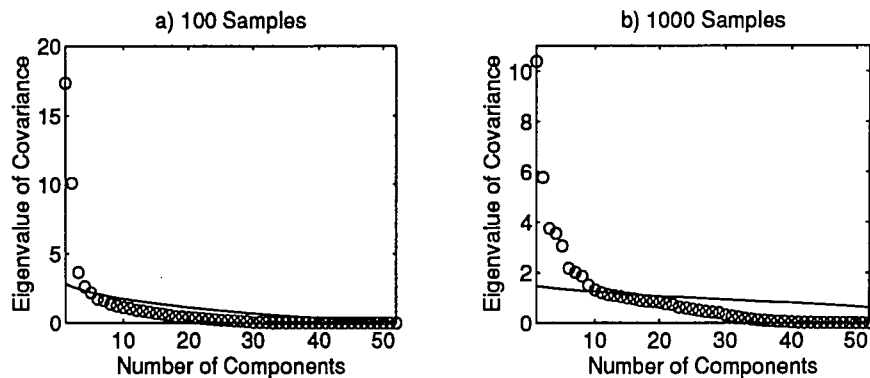 a) 100 Samples
20
15
10
5
0
10 20 30 40 50
Eigenvalue of Covariance
Number of Components
b) 1000 Samples
10
8
6
4
2
0
10 20 30 40 50
Eigenvalue of Covariance
Number of Components